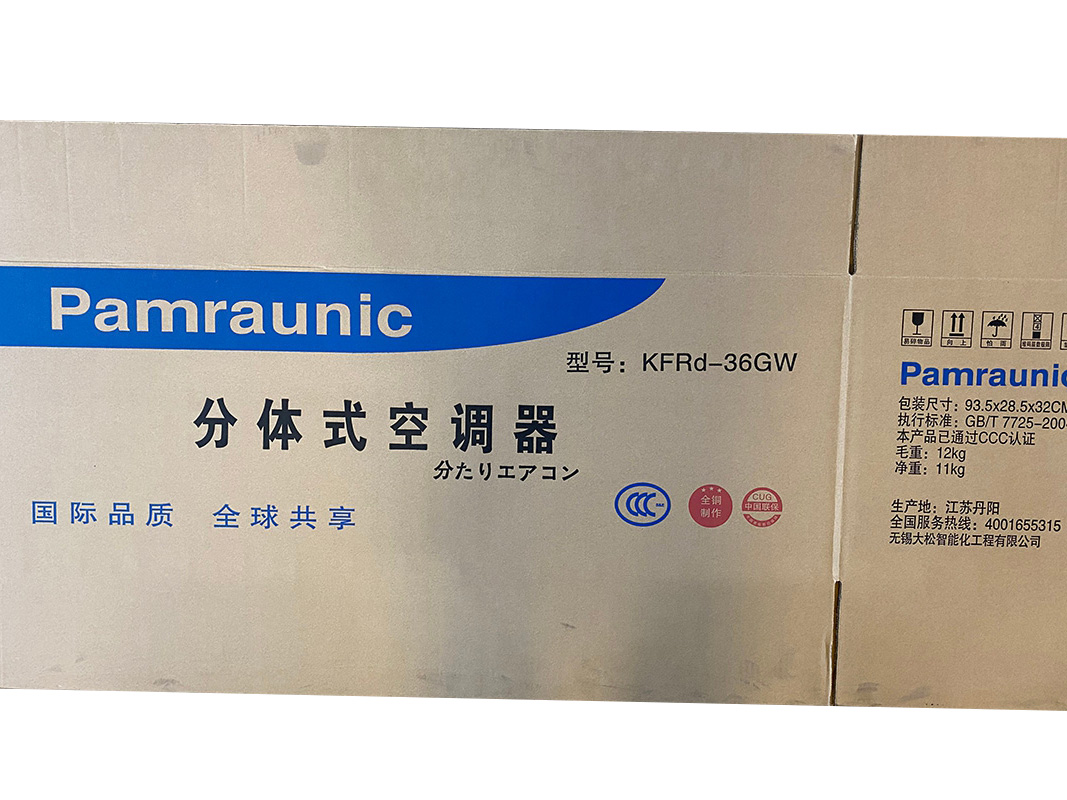 Pamraunic
型号：KFRd-36GW
分体式空调器
分たりエアコン
国际品质 全球共享
CCC
全铜
制作
CUG
中国联保
易碎物品
向上
怕雨
Pamraunic
包装尺寸：93.5x28.5x32CM
执行标准：GB/T 7725-200
本产品已通过CCC认证
毛重：12kg
净重：11kg
生产地：江苏丹阳
全国服务热线：4001655315
无锡大松智能化工程有限公司